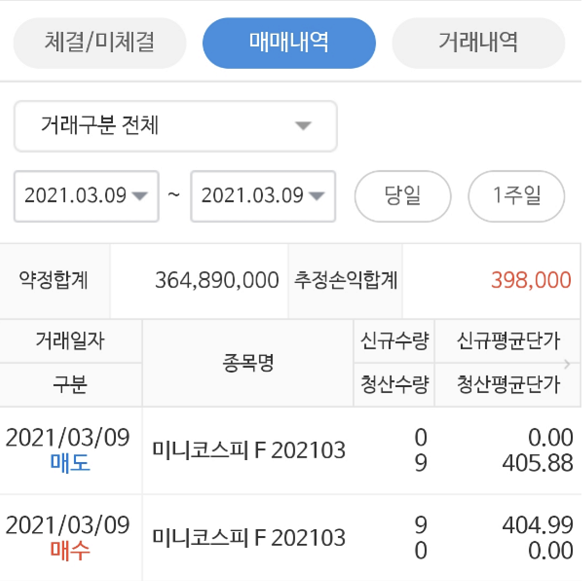 체결/미체결 매매내역 거래내역
거래구분 전체
2021.03.09 ~ 2021.03.09 당일 1주일
약정합계 364,890,000 추정손익합계 398,000
거래일자 종목명 신규수량 신규평균단가
구분 청산수량 청산평균단가
2021/03/09 미니코스피 F 202103 0 0.00
매도 9 405.88
2021/03/09 미니코스피 F 202103 9 404.99
매수 0 0.00